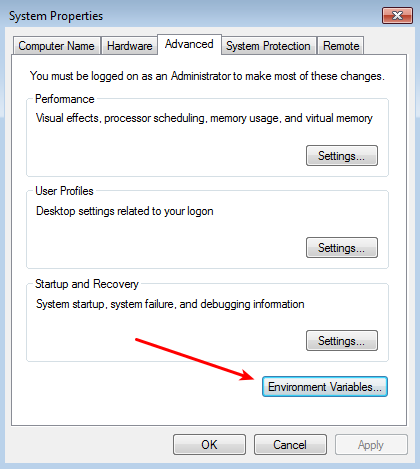 System Properties
Computer Name Hardware Advanced System Protection Remote
You must be logged on as an Administrator to make most of these changes.
Performance
Visual effects, processor scheduling, memory usage, and virtual memory
Settings...
User Profiles
Desktop settings related to your logon
Settings...
Startup and Recovery
System startup, system failure, and debugging information
Settings...
Environment Variables...
OK Cancel Apply